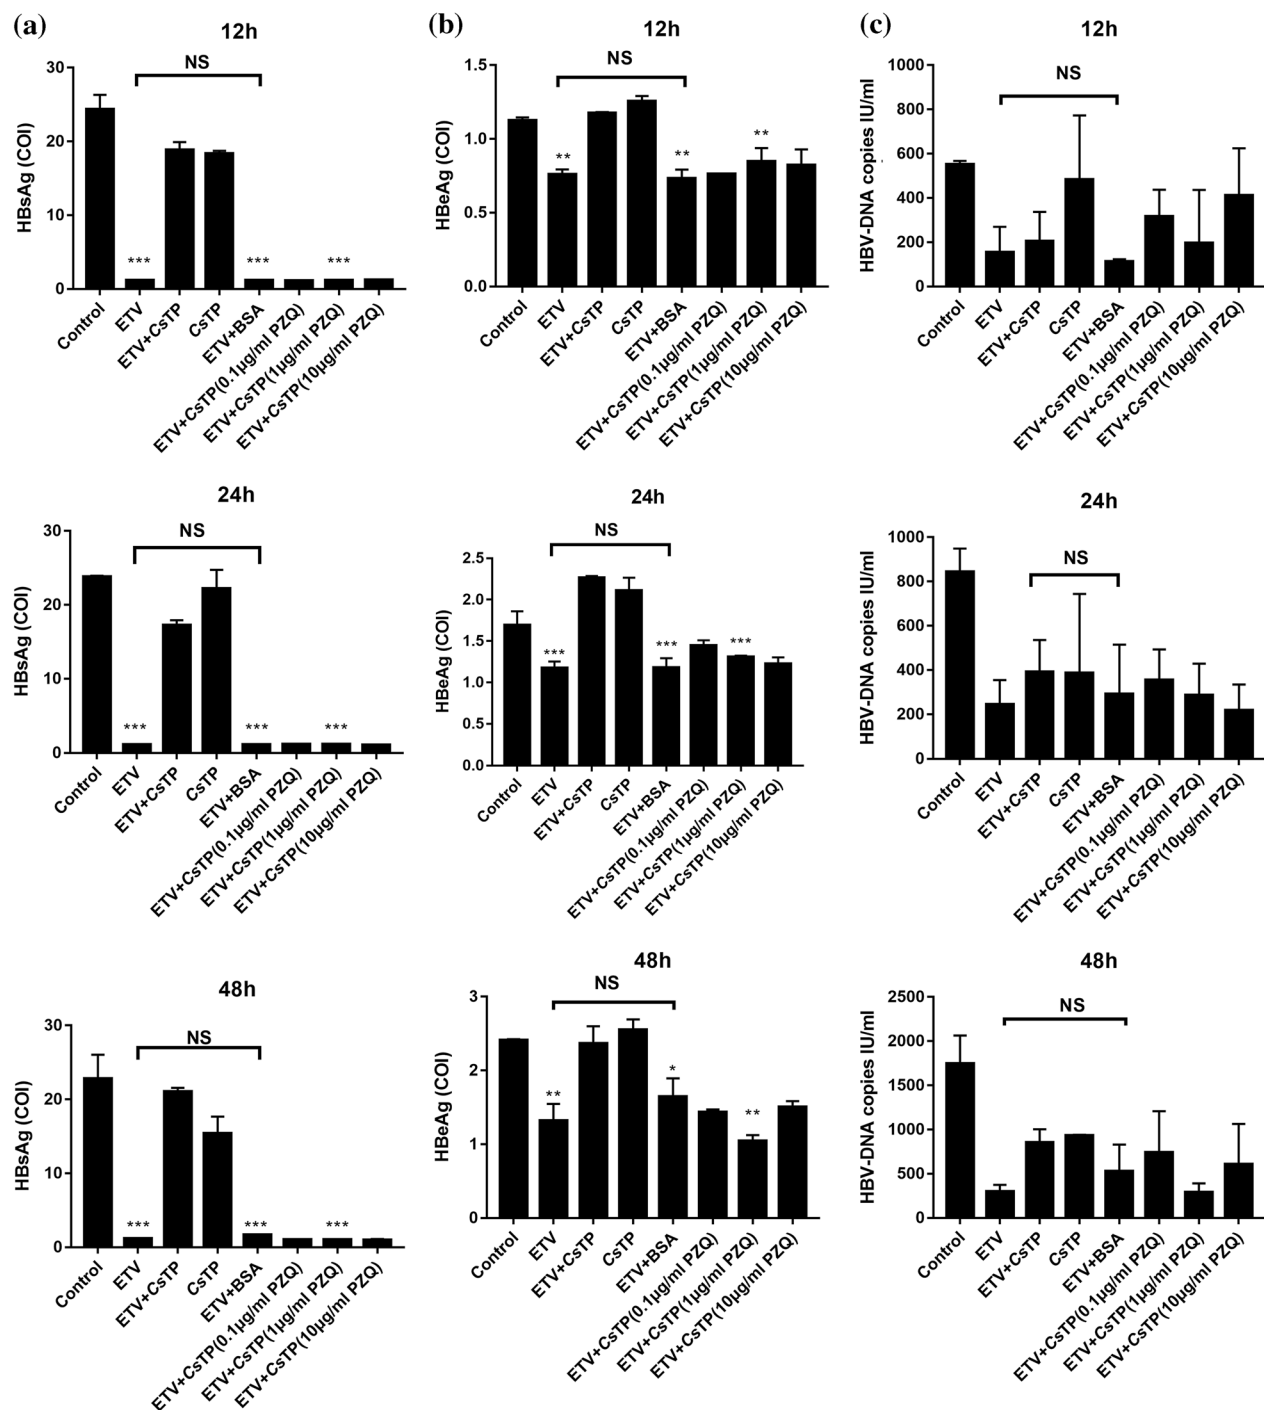 (a)
12h
30
20
10
0
HBsAg (COI)
NS
***
***
***
Control
ETV
ETV+CsTP
CsTP
ETV+BSA
ETV+CsTP(0.1µg/ml PZQ)
ETV+CsTP(1µg/ml PZQ)
ETV+CsTP(10µg/ml PZQ)
(b)
12h
1.5
1.0
0.5
0.0
HBeAg (COI)
NS
**
**
**
Control
ETV
ETV+CsTP
CsTP
ETV+BSA
ETV+CsTP(0.1µg/ml PZQ)
ETV+CsTP(1µg/ml PZQ)
ETV+CsTP(10µg/ml PZQ)
(c)
12h
1000
800
600
400
200
0
HBV-DNA copies IU/ml
NS
Control
ETV
ETV+CsTP
CsTP
ETV+BSA
ETV+CsTP(0.1µg/ml PZQ)
ETV+CsTP(1µg/ml PZQ)
ETV+CsTP(10µg/ml PZQ)
24h
30
20
10
0
HBsAg (COI)
NS
***
***
***
Control
ETV
ETV+CsTP
CsTP
ETV+BSA
ETV+CsTP(0.1µg/ml PZQ)
ETV+CsTP(1µg/ml PZQ)
ETV+CsTP(10µg/ml PZQ)
24h
2.5
2.0
1.5
1.0
0.5
0.0
HBeAg (COI)
NS
***
***
***
Control
ETV
ETV+CsTP
CsTP
ETV+BSA
ETV+CsTP(0.1µg/ml PZQ)
ETV+CsTP(1µg/ml PZQ)
ETV+CsTP(10µg/ml PZQ)
24h
1000
800
600
400
200
0
HBV-DNA copies IU/ml
NS
Control
ETV
ETV+CsTP
CsTP
ETV+BSA
ETV+CsTP(0.1µg/ml PZQ)
ETV+CsTP(1µg/ml PZQ)
ETV+CsTP(10µg/ml PZQ)
48h
30
20
10
0
HBsAg (COI)
NS
***
***
***
Control
ETV
ETV+CsTP
CsTP
ETV+BSA
ETV+CsTP(0.1µg/ml PZQ)
ETV+CsTP(1µg/ml PZQ)
ETV+CsTP(10µg/ml PZQ)
48h
3
2
1
0
HBeAg (COI)
NS
**
*
**
Control
ETV
ETV+CsTP
CsTP
ETV+BSA
ETV+CsTP(0.1µg/ml PZQ)
ETV+CsTP(1µg/ml PZQ)
ETV+CsTP(10µg/ml PZQ)
48h
2500
2000
1500
1000
500
0
HBV-DNA copies IU/ml
NS
Control
ETV
ETV+CsTP
CsTP
ETV+BSA
ETV+CsTP(0.1µg/ml PZQ)
ETV+CsTP(1µg/ml PZQ)
ETV+CsTP(10µg/ml PZQ)